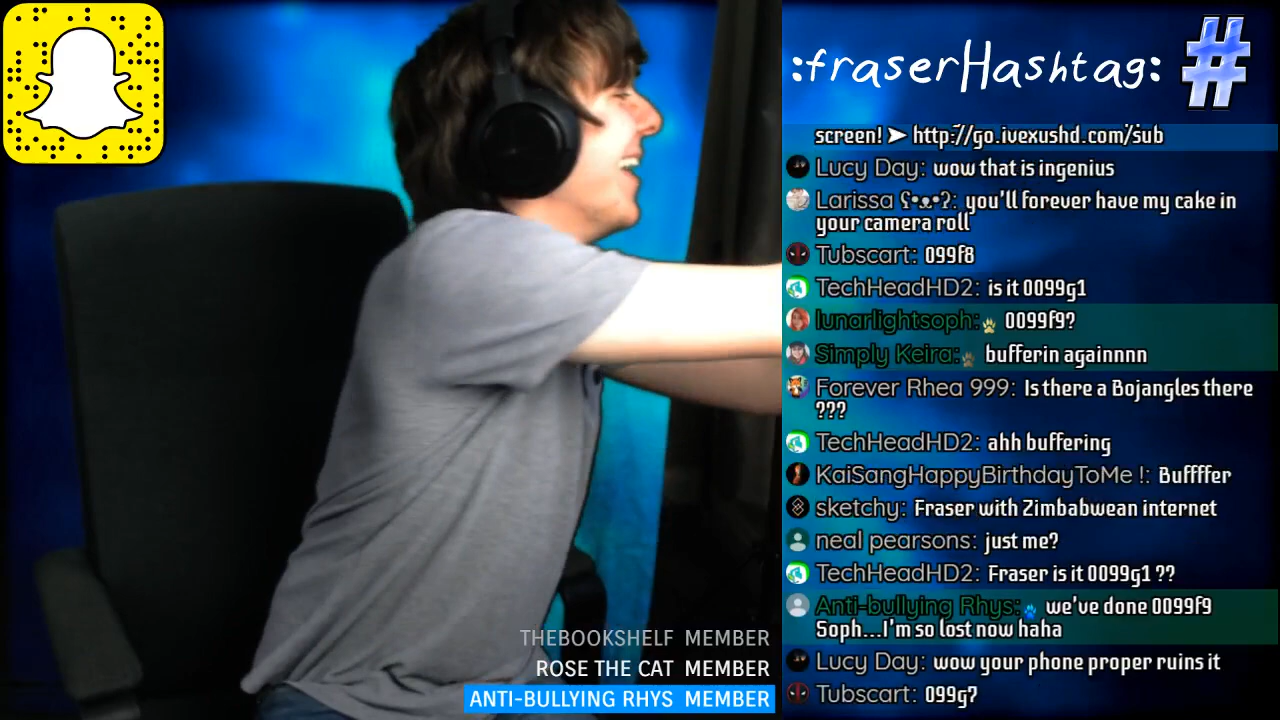 :fraserHashtag: #
screen! ➤ http://go.ivexushd.com/sub
Lucy Day: wow that is ingenius
Larissa ʕ•ᴥ•ʔ: you'll forever have my cake in
your camera roll
Tubscart: 099f8
TechHeadHD2: is it 0099g1
lunarlightsoph: 0099f9?
Simply Keira: bufferin againnnn
Forever Rhea 999: Is there a Bojangles there
???
TechHeadHD2: ahh buffering
KaiSangHappyBirthdayToMe !: Buffffer
sketchy: Fraser with Zimbabwean internet
neal pearsons: just me?
TechHeadHD2: Fraser is it 0099g1 ??
Anti-bullying Rhys: we've done 0099f9
Soph...I'm so lost now haha
Lucy Day: wow your phone proper ruins it
Tubscart: 099g?
THEBOOKSHELF MEMBER
ROSE THE CAT MEMBER
ANTI-BULLYING RHYS MEMBER